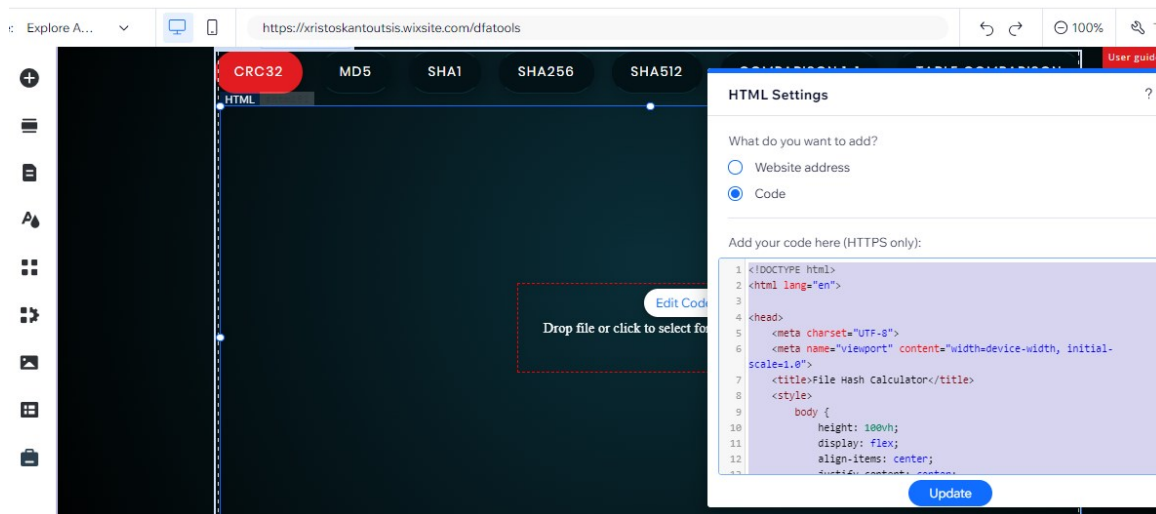 : Explore A...
https://xristoskantoutsis.wixsite.com/dfatools
100%
User guid
CRC32
MD5
SHA1
SHA256
SHA512
HTML
HTML Settings
?
What do you want to add?
Website address
Code
Add your code here (HTTPS only):
1 <!DOCTYPE html>
2 <html lang="en">
3
4 <head>
5 <meta charset="UTF-8">
6 <meta name="viewport" content="width=device-width, initial-
scale=1.0">
7 <title>File Hash Calculator</title>
8 <style>
9 body {
10 height: 100vh;
11 display: flex;
12 align-items: center;
Edit Code
Drop file or click to select for
Update